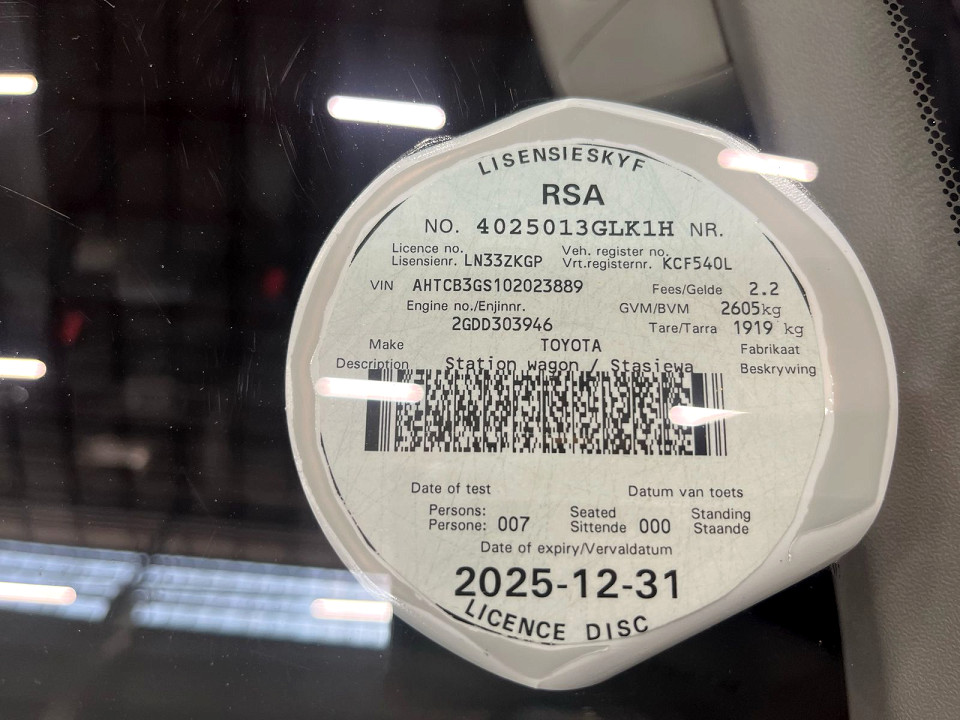 LISENSIESKYF
RSA
NO. 4025013GLK1H NR.
Licence no. Veh. register no.
Lisensienr. LN33ZKGP Vrt.registernr. KCF540L
VIN AHTCB3GS102023889 Fees/Gelde 2.2
Engine no./Enjinnr. GVM/BVM 2605kg
2GDD303946 Tare/Tarra 1919 kg
Make TOYOTA Fabrikaat
Description Station wagon / Stasiewa Beskrywing
Date of test Datum van toets
Persons: Seated Standing
Persone: 007 Sittende 000 Staande
Date of expiry/Vervaldatum
2025-12-31
LICENCE DISC